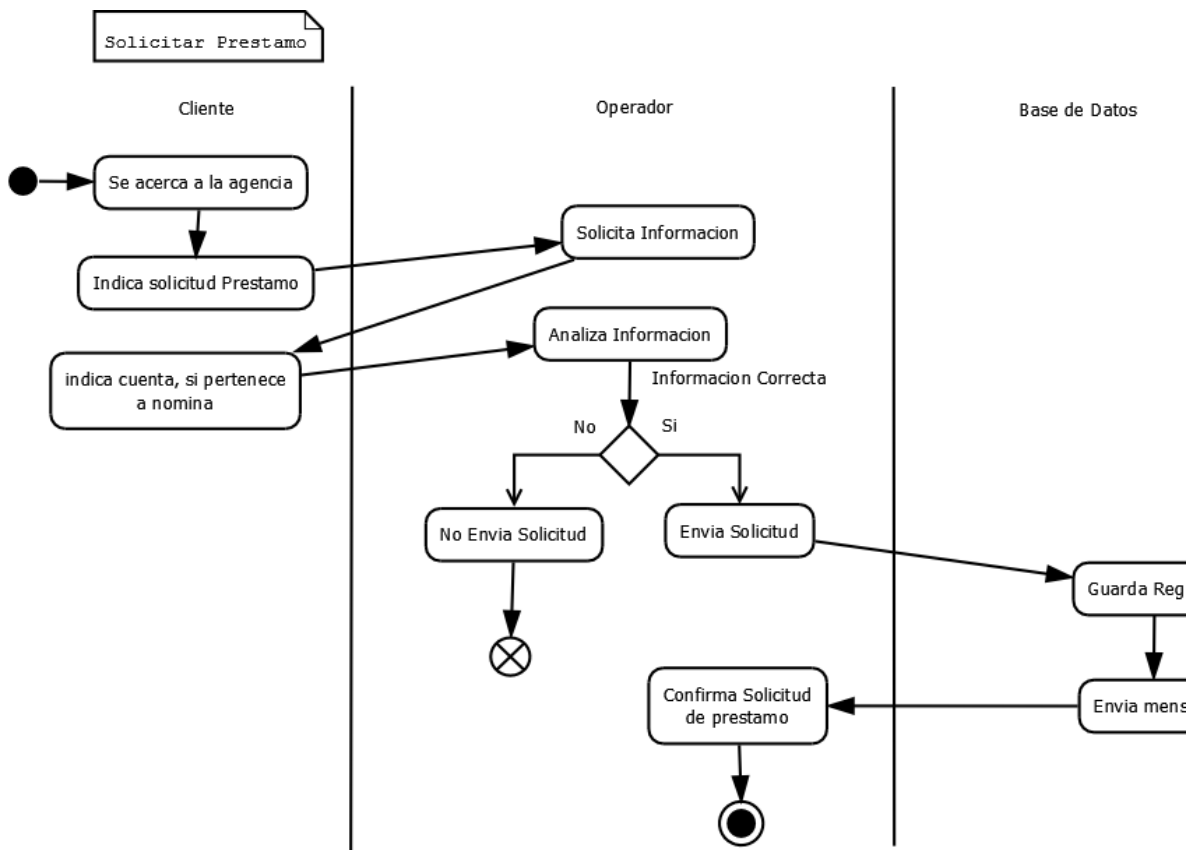 Solicitar Prestamo
Cliente
Operador
Base de Datos
Se acerca a la agencia
Solicita Informacion
Indica solicitud Prestamo
Analiza Informacion
indica cuenta, si pertenece
a nomina
Informacion Correcta
No
Si
No Envia Solicitud
Envia Solicitud
Guarda Reg
Confirma Solicitud
de prestamo
Envia mens